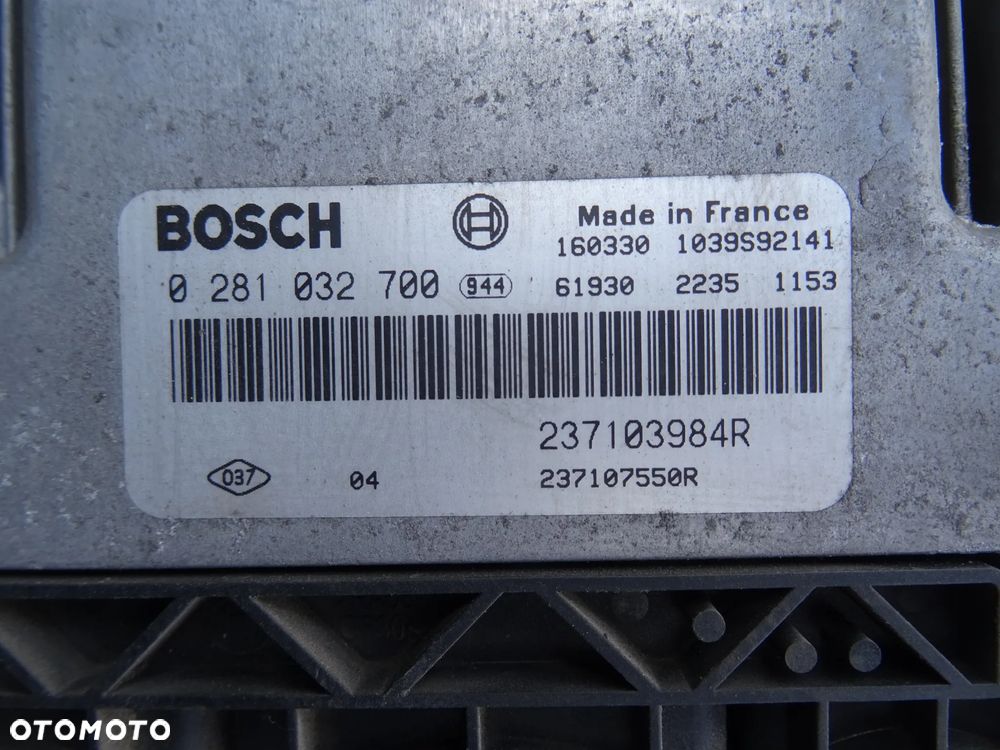 BOSCH
Made in France
160330 1039S92141
0 281 032 700 944 61930 2235 1153
237103984R
037 04 237107550R
OTOMOTO